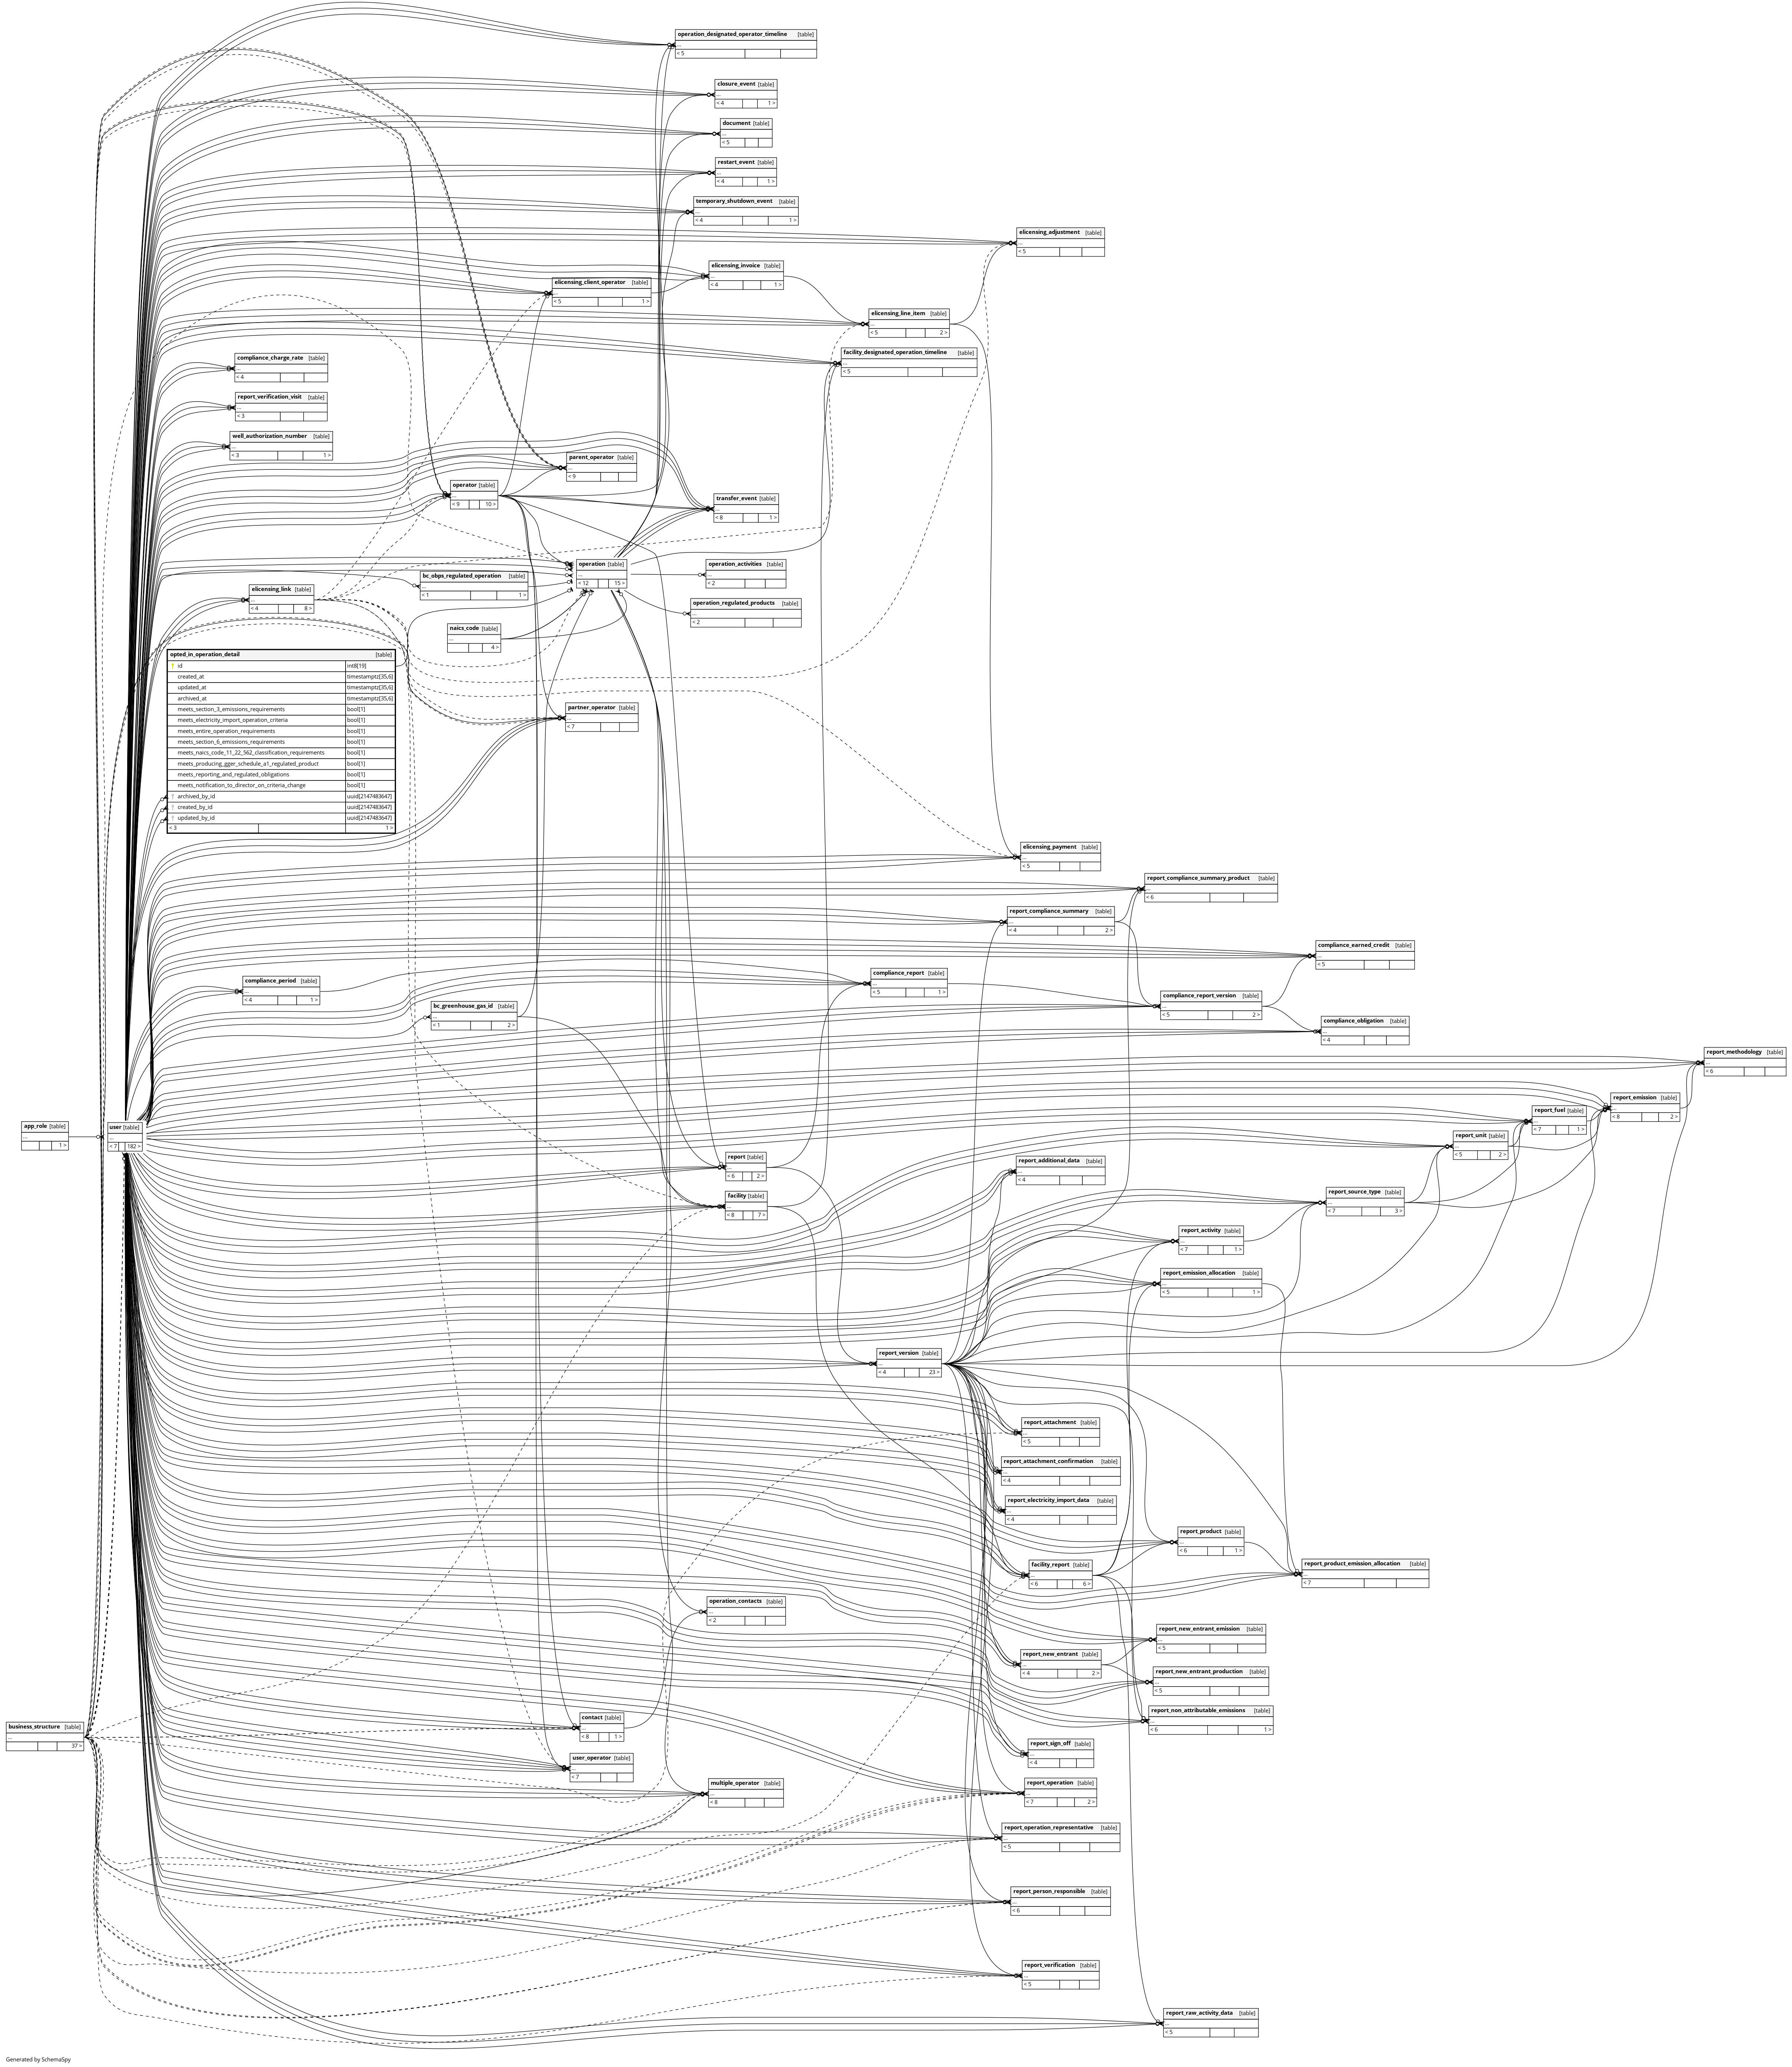 operation_designated_operator_timeline [table]
...
< 5
closure_event [table]
...
< 4 1 >
document [table]
...
< 5
restart_event [table]
...
< 4 1 >
temporary_shutdown_event [table]
...
< 4 1 >
elicensing_adjustment [table]
...
< 5
elicensing_invoice [table]
...
< 4 1 >
elicensing_client_operator [table]
...
< 5 1 >
elicensing_line_item [table]
...
< 5 2 >
facility_designated_operation_timeline [table]
...
< 5
compliance_charge_rate [table]
...
< 4
report_verification_visit [table]
...
< 3
well_authorization_number [table]
...
< 3 1 >
parent_operator [table]
...
< 9
operator [table]
...
< 9 10 >
transfer_event [table]
...
< 8 1 >
operation [table]
...
< 12 15 >
operation_activities [table]
...
< 2
bc_obps_regulated_operation [table]
...
< 1 1 >
elicensing_link [table]
...
< 4 8 >
operation_regulated_products [table]
...
< 2
naics_code [table]
...
4 >
opted_in_operation_detail [table]
id int8[19]
created_at timestamptz[35,6]
updated_at timestamptz[35,6]
archived_at timestamptz[35,6]
meets_section_3_emissions_requirements bool[1]
meets_electricity_import_operation_criteria bool[1]
meets_entire_operation_requirements bool[1]
meets_section_6_emissions_requirements bool[1]
meets_naics_code_11_22_562_classification_requirements bool[1]
meets_producing_gger_schedule_a1_regulated_product bool[1]
meets_reporting_and_regulated_obligations bool[1]
meets_notification_to_director_on_criteria_change bool[1]
archived_by_id uuid[2147483647]
created_by_id uuid[2147483647]
updated_by_id uuid[2147483647]
< 3 1 >
partner_operator [table]
...
< 7
elicensing_payment [table]
...
< 5
report_compliance_summary_product [table]
...
< 6
report_compliance_summary [table]
...
< 4 2 >
compliance_earned_credit [table]
...
< 5
compliance_report [table]
...
< 5 1 >
compliance_period [table]
...
< 4 1 >
compliance_report_version [table]
...
< 5 2 >
bc_greenhouse_gas_id [table]
...
< 1 2 >
compliance_obligation [table]
...
< 4
report_methodology [table]
...
< 6
report_emission [table]
...
< 8 2 >
report_fuel [table]
...
< 7 1 >
app_role [table]
...
1 >
user [table]
...
< 7 182 >
report_unit [table]
...
< 5 2 >
report [table]
...
< 6 2 >
report_additional_data [table]
...
< 4
facility [table]
...
< 8 7 >
report_source_type [table]
...
< 7 3 >
report_activity [table]
...
< 7 1 >
report_emission_allocation [table]
...
< 5 1 >
report_version [table]
...
< 4 23 >
report_attachment [table]
...
< 5
report_attachment_confirmation [table]
...
< 4
report_electricity_import_data [table]
...
< 4
report_product [table]
...
< 6 1 >
facility_report [table]
...
< 6 6 >
report_product_emission_allocation [table]
...
< 7
operation_contacts [table]
...
< 2
report_new_entrant_emission [table]
...
< 5
report_new_entrant [table]
...
< 4 2 >
report_new_entrant_production [table]
...
< 5
report_non_attributable_emissions [table]
...
< 6 1 >
contact [table]
...
< 8 1 >
business_structure [table]
...
37 >
report_sign_off [table]
...
< 4
user_operator [table]
...
< 7
multiple_operator [table]
...
< 8
report_operation [table]
...
< 7 2 >
report_operation_representative [table]
...
< 5
report_person_responsible [table]
...
< 6
report_verification [table]
...
< 5
report_raw_activity_data [table]
...
< 5
Generated by SchemaSpy